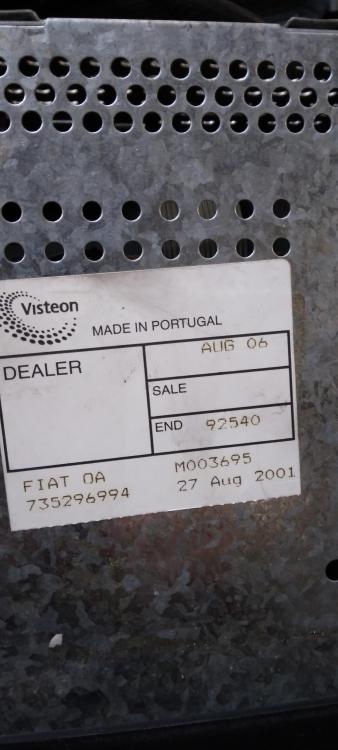 Visteon
MADE IN PORTUGAL
DEALER
AUG 06
SALE
END 92540
FIAT OA M003695
735296994 27 Aug 2001